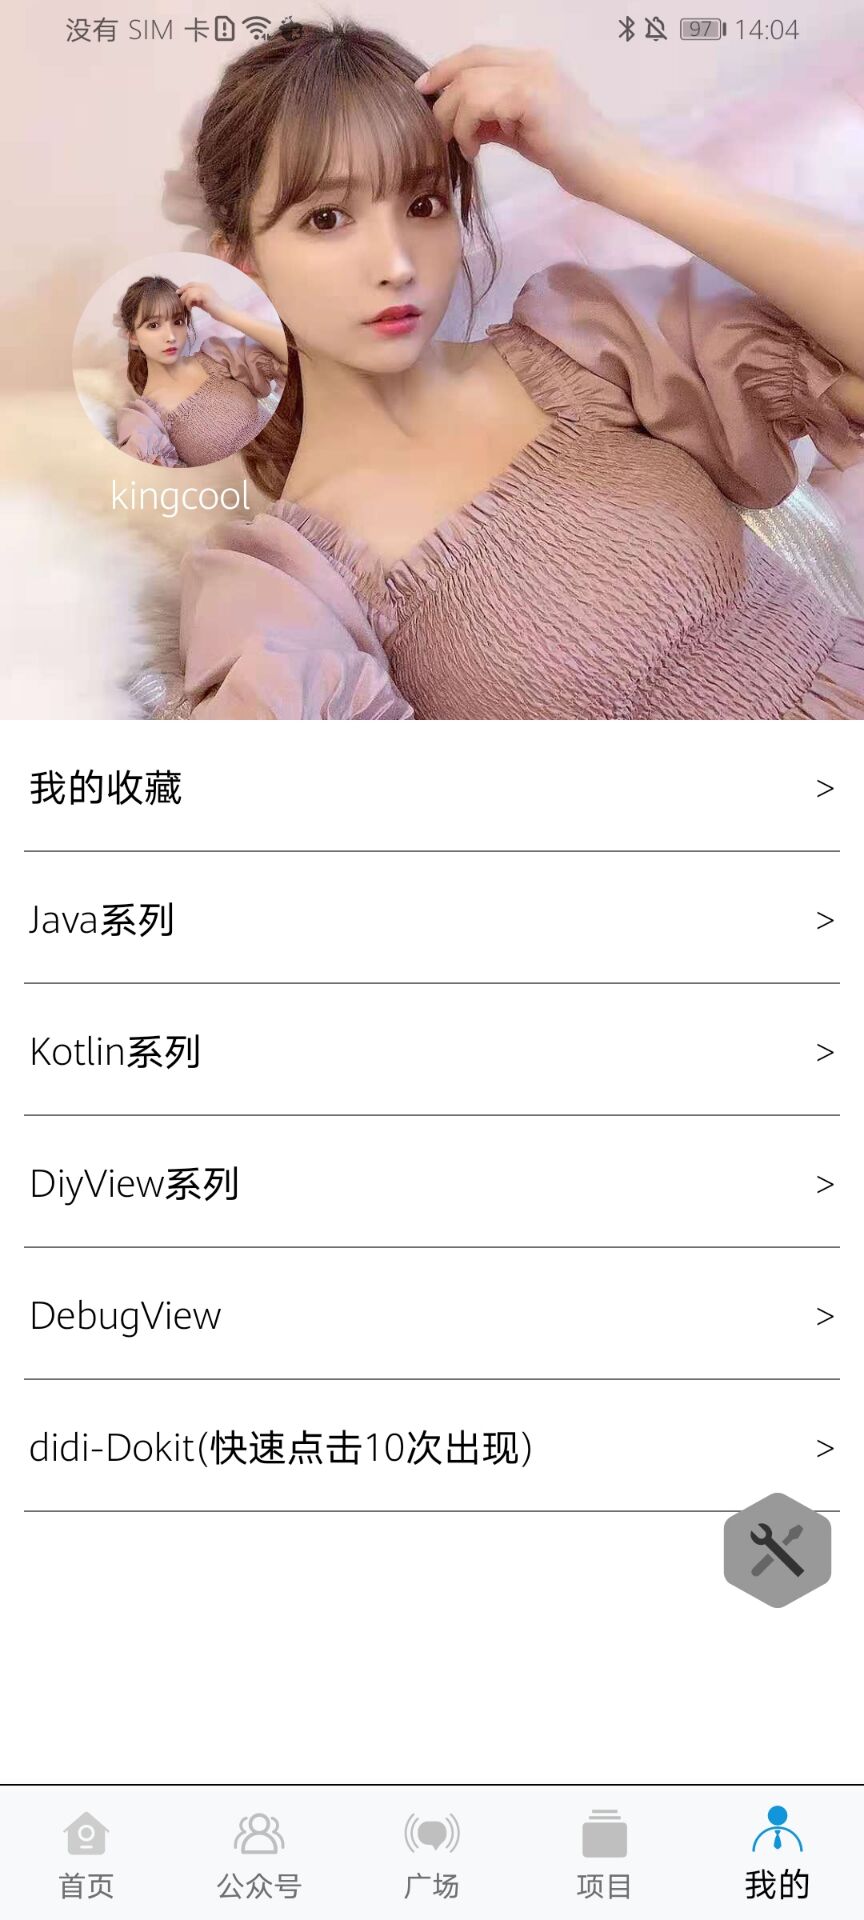 没有 SIM 卡 97 14:04
kingcool
我的收藏 >
Java系列 >
Kotlin系列 >
DiyView系列 >
DebugView >
didi-Dokit(快速点击10次出现) >
首页 公众号 广场 项目 我的